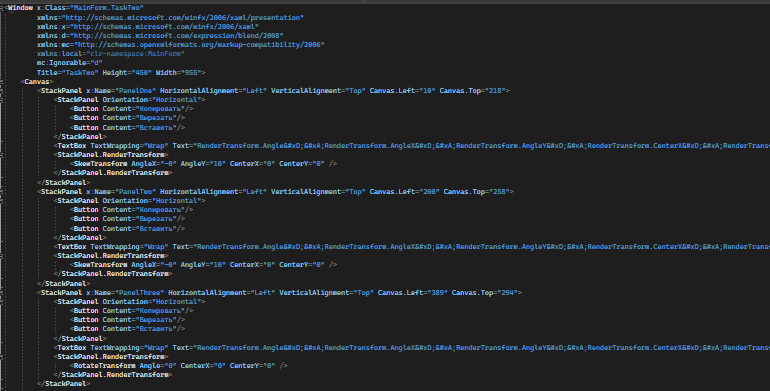 <Window x:Class="MainForm.TaskTwo"
xmlns="http://schemas.microsoft.com/winfx/2006/xaml/presentation"
xmlns:x="http://schemas.microsoft.com/winfx/2006/xaml"
xmlns:d="http://schemas.microsoft.com/expression/blend/2008"
xmlns:mc="http://schemas.openxmlformats.org/markup-compatibility/2006"
xmlns:local="clr-namespace:MainForm"
mc:Ignorable="d"
Title="TaskTwo" Height="450" Width="955">
<Canvas>
<StackPanel x:Name="PanelOne" HorizontalAlignment="Left" VerticalAlignment="Top" Canvas.Left="10" Canvas.Top="218">
<StackPanel Orientation="Horizontal">
<Button Content="Копировать"/>
<Button Content="Вырезать"/>
<Button Content="Вставить"/>
</StackPanel>
<TextBox TextWrapping="Wrap" Text="RenderTransform.Angle&#xD;&#xA;RenderTransform.AngleX&#xD;&#xA;RenderTransform.AngleY&#xD;&#xA;RenderTransform.CenterX&#xD;&#xA;RenderTransf
<StackPanel.RenderTransform>
<SkewTransform AngleX="-0" AngleY="10" CenterX="0" CenterY="0" />
</StackPanel.RenderTransform>
</StackPanel>
<StackPanel x:Name="PanelTwo" HorizontalAlignment="Left" VerticalAlignment="Top" Canvas.Left="200" Canvas.Top="250">
<StackPanel Orientation="Horizontal">
<Button Content="Копировать"/>
<Button Content="Вырезать"/>
<Button Content="Вставить"/>
</StackPanel>
<TextBox TextWrapping="Wrap" Text="RenderTransform.Angle&#xD;&#xA;RenderTransform.AngleX&#xD;&#xA;RenderTransform.AngleY&#xD;&#xA;RenderTransform.CenterX&#xD;&#xA;RenderTransf
<StackPanel.RenderTransform>
<SkewTransform AngleX="-0" AngleY="10" CenterX="0" CenterY="0" />
</StackPanel.RenderTransform>
</StackPanel>
<StackPanel x:Name="PanelThree" HorizontalAlignment="Left" VerticalAlignment="Top" Canvas.Left="389" Canvas.Top="294">
<StackPanel Orientation="Horizontal">
<Button Content="Копировать"/>
<Button Content="Вырезать"/>
<Button Content="Вставить"/>
</StackPanel>
<TextBox TextWrapping="Wrap" Text="RenderTransform.Angle&#xD;&#xA;RenderTransform.AngleX&#xD;&#xA;RenderTransform.AngleY&#xD;&#xA;RenderTransform.CenterX&#xD;&#xA;RenderTransf
<StackPanel.RenderTransform>
<RotateTransform Angle="0" CenterX="0" CenterY="0" />
</StackPanel.RenderTransform>
</StackPanel>